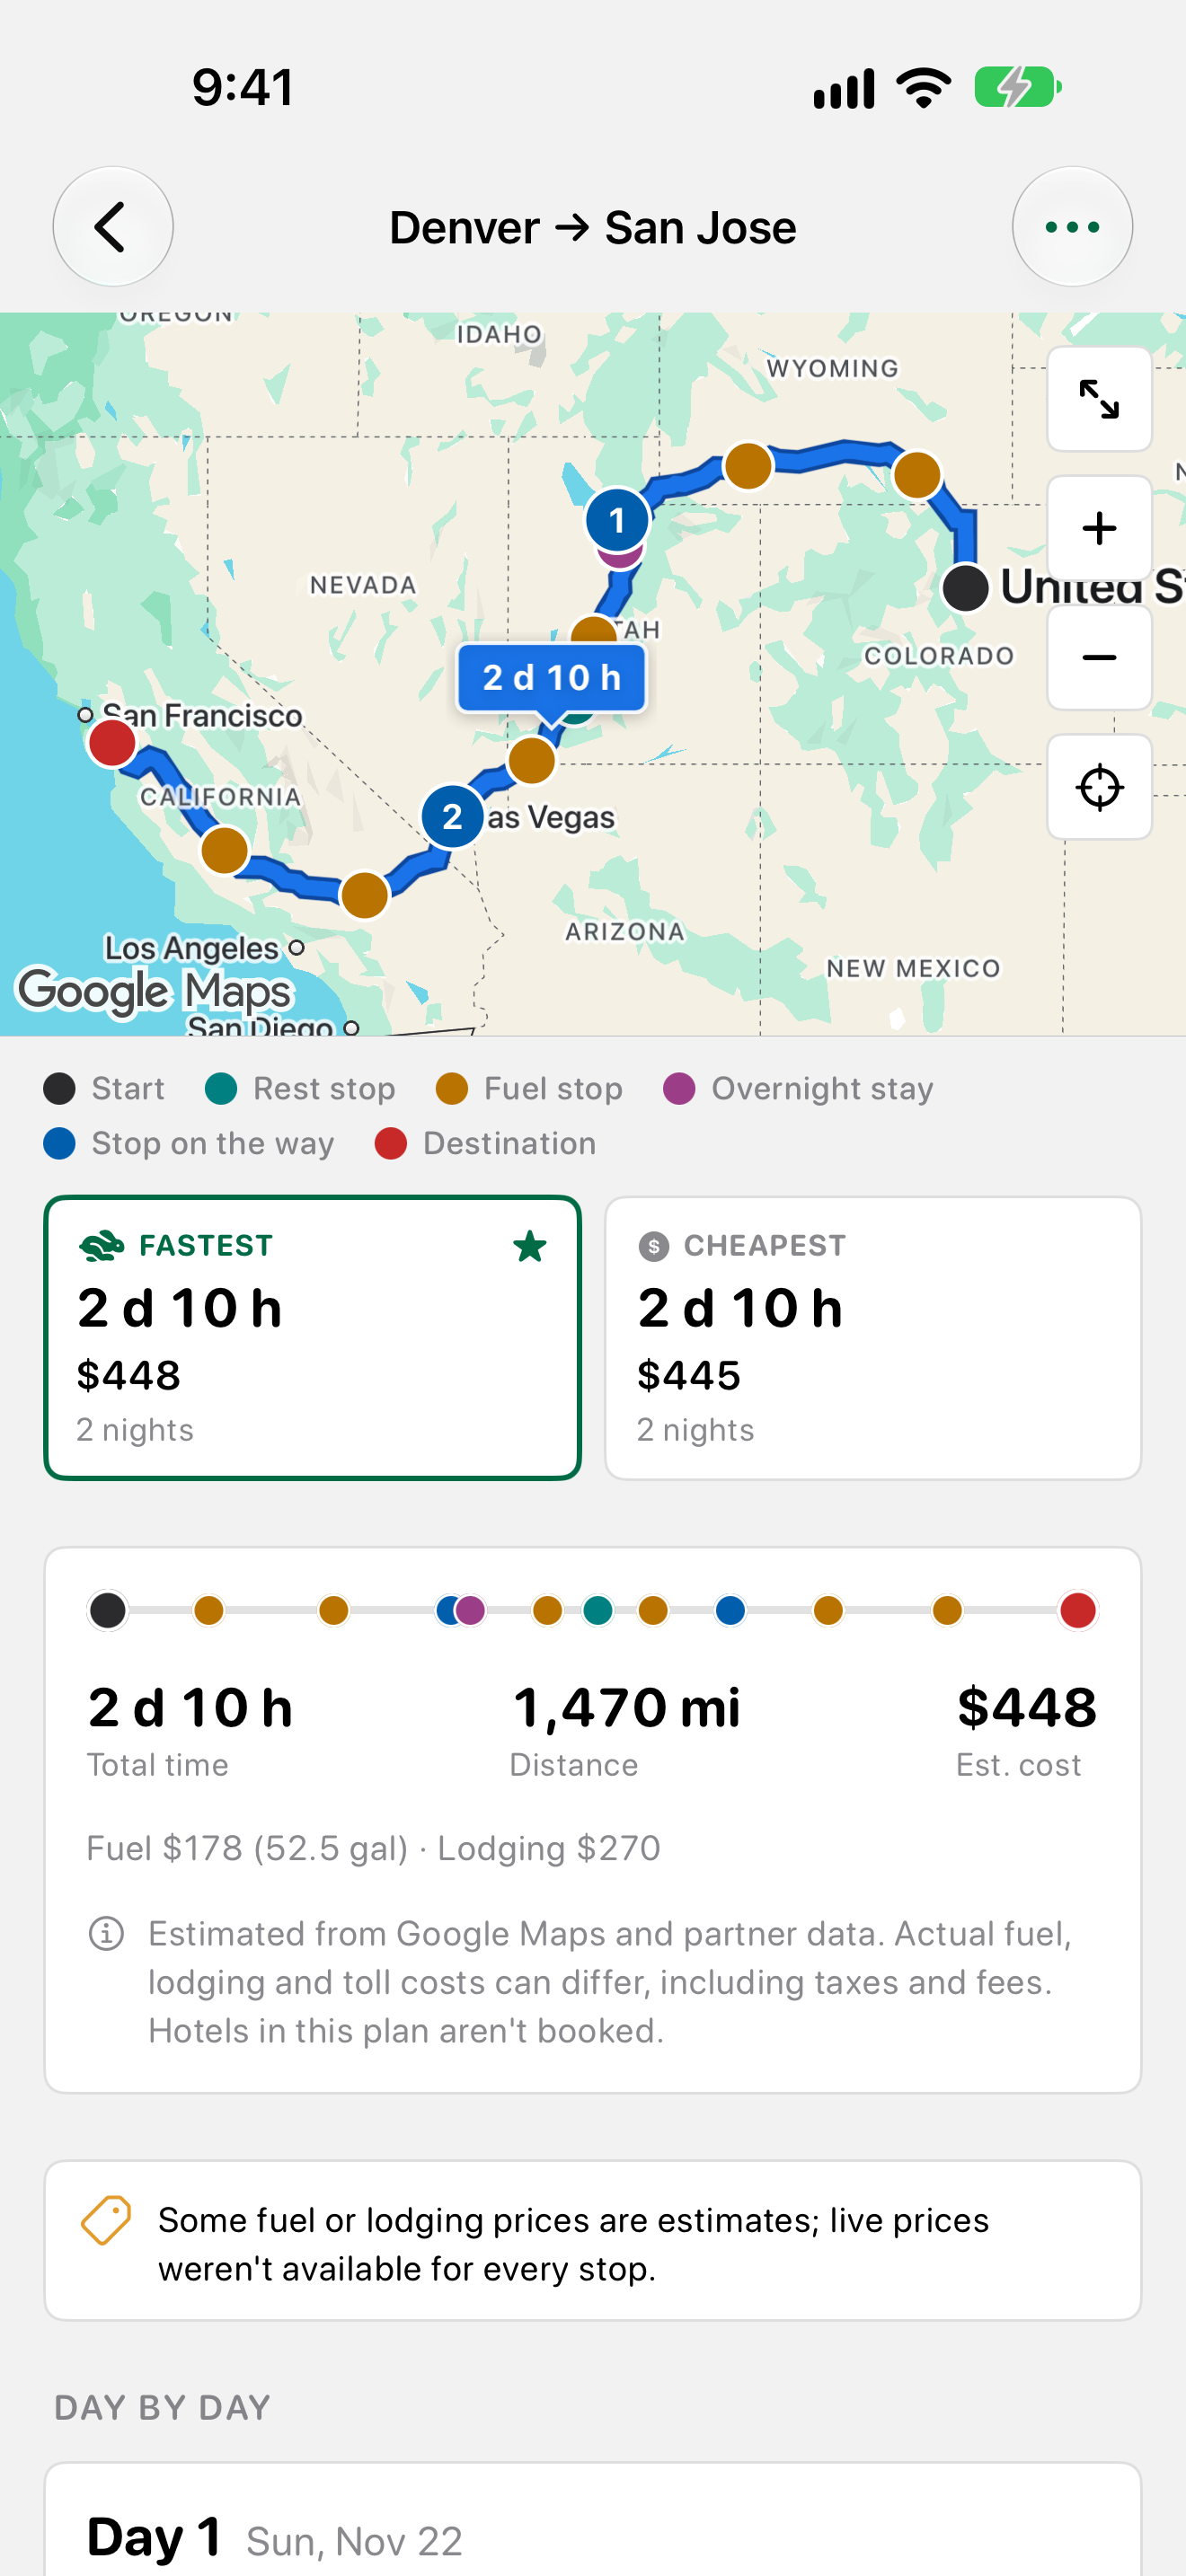 9:41
Denver → San Jose
OREGON
IDAHO
WYOMING
1
NEVADA
United S
COLORADO
2 d 10 h
San Francisco
CALIFORNIA
2
as Vegas
ARIZONA
Los Angeles
NEW MEXICO
Google Maps
San Diego
Start
Rest stop
Fuel stop
Overnight stay
Stop on the way
Destination
FASTEST
2 d 10 h
$448
2 nights
$ CHEAPEST
2 d 10 h
$445
2 nights
2 d 10 h
Total time
1,470 mi
Distance
$448
Est. cost
Fuel $178 (52.5 gal) · Lodging $270
Estimated from Google Maps and partner data. Actual fuel,
lodging and toll costs can differ, including taxes and fees.
Hotels in this plan aren't booked.
Some fuel or lodging prices are estimates; live prices
weren't available for every stop.
DAY BY DAY
Day 1 Sun, Nov 22